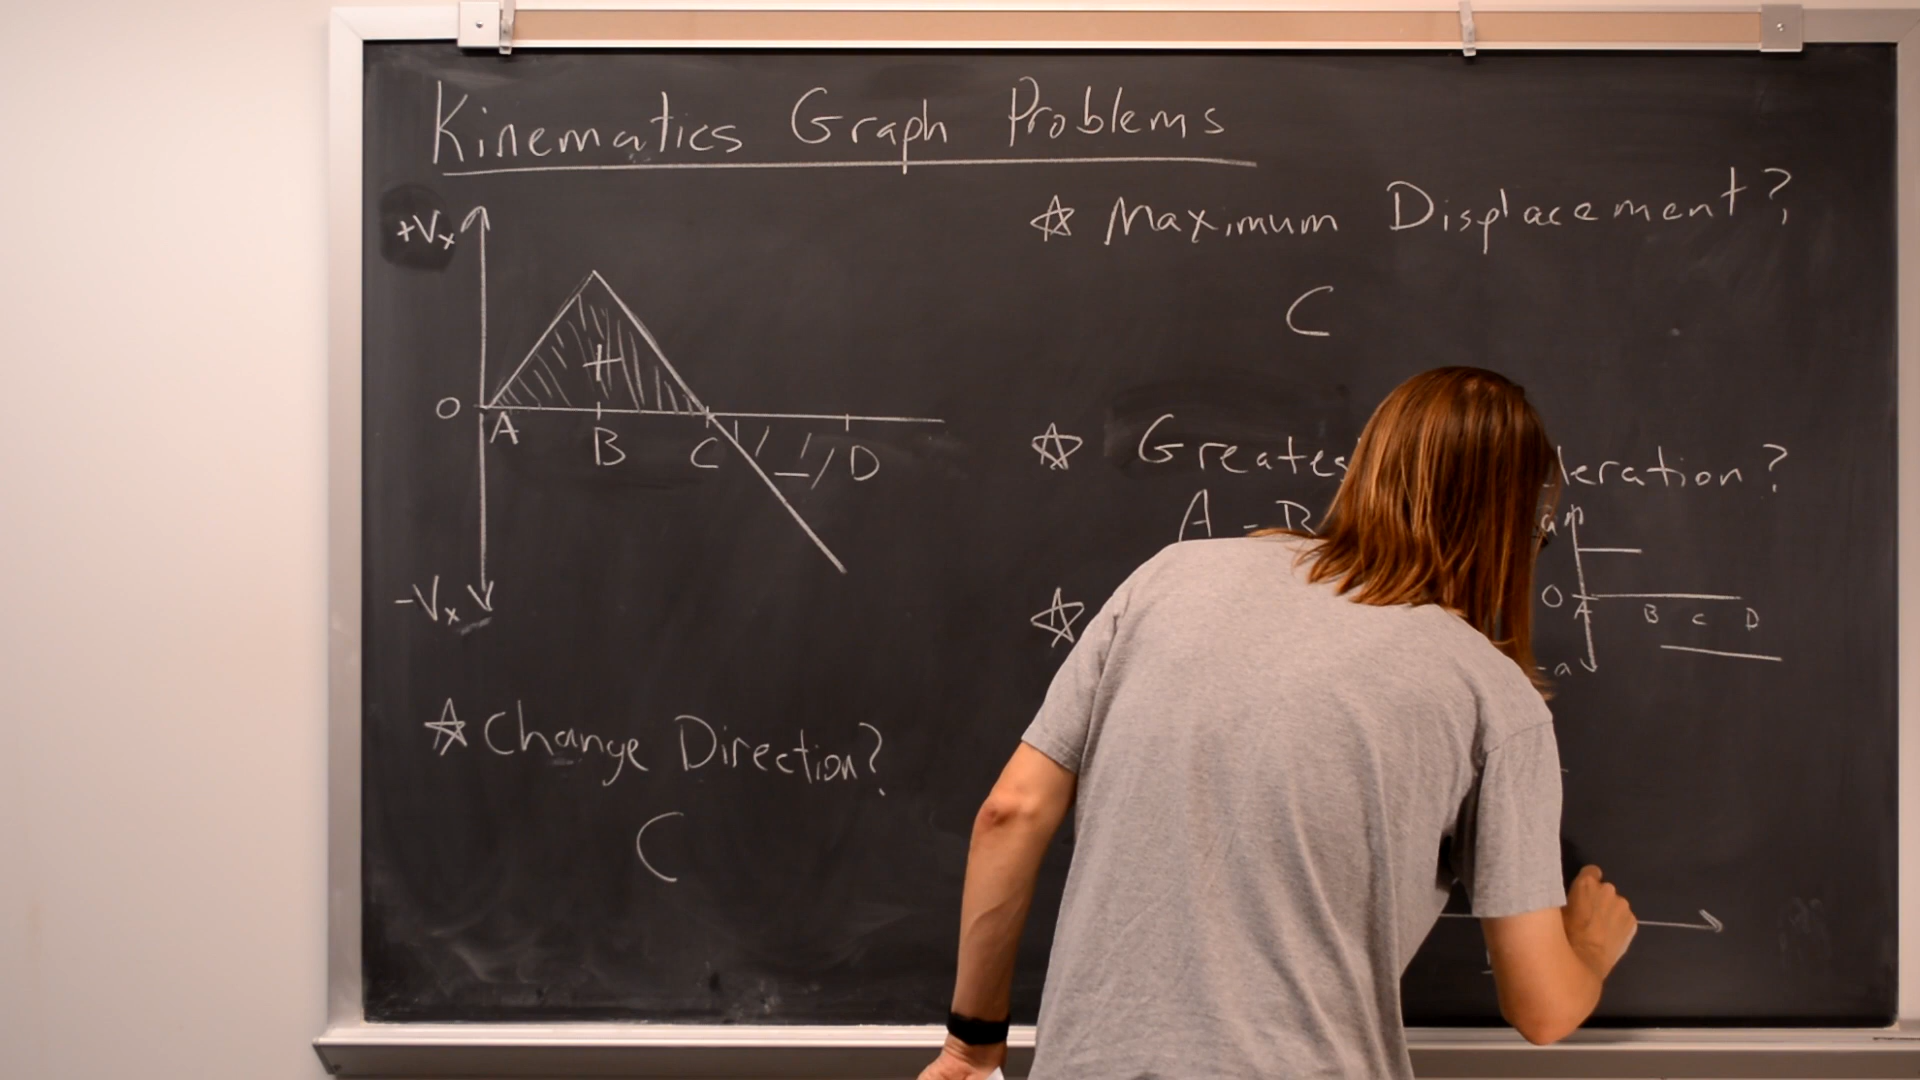 Kinematics Graph Problems
+Vx
+
0
A B C D
-
-Vx
☆ Change Direction?
C
☆ Maximum Displacement?
C
☆
A - B
a
0
A B C D
-a